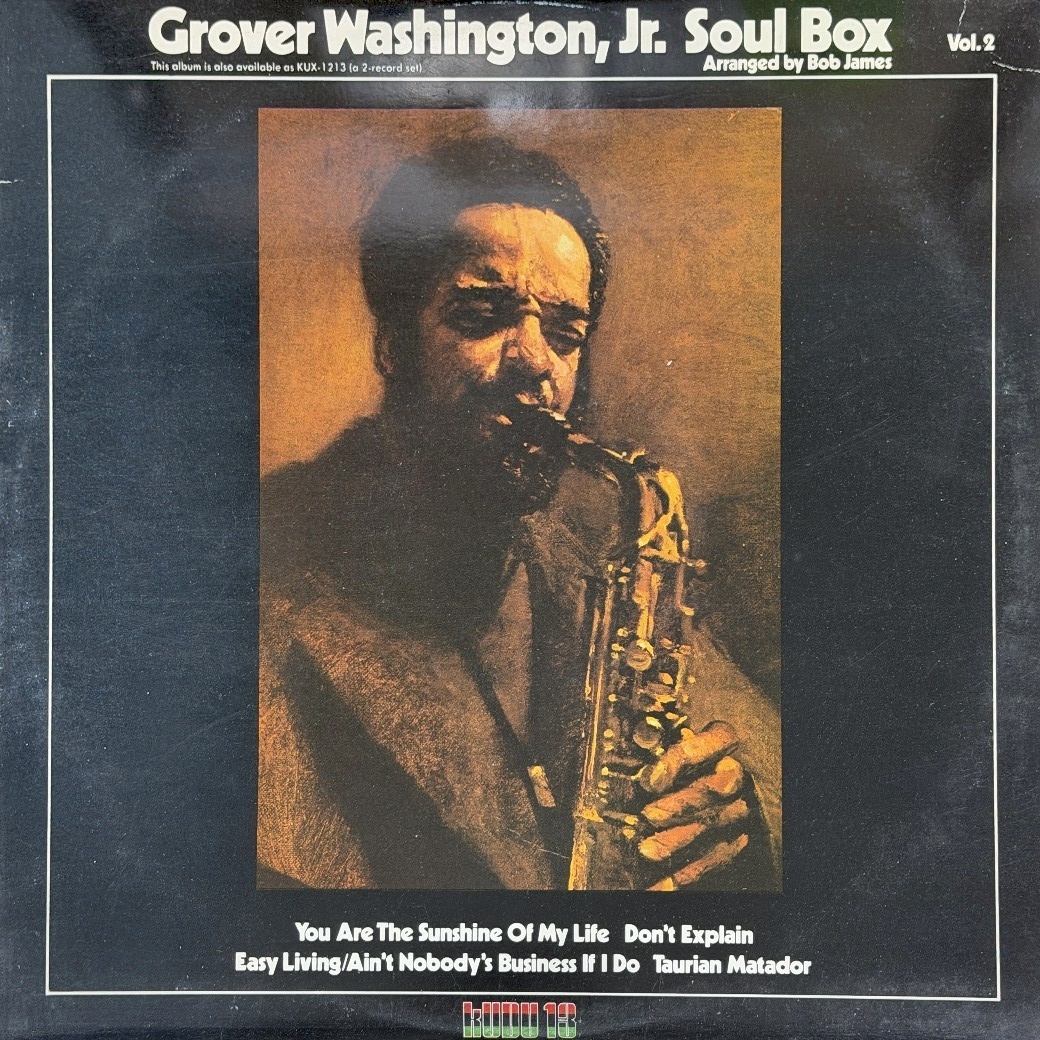 Grover Washington, Jr. Soul Box
Vol. 2
This album is also available as KUX-1213 (a 2-record set)
Arranged by Bob James
You Are The Sunshine Of My Life Don't Explain
Easy Living/Ain't Nobody's Business If I Do Taurian Matador
KUDU 13